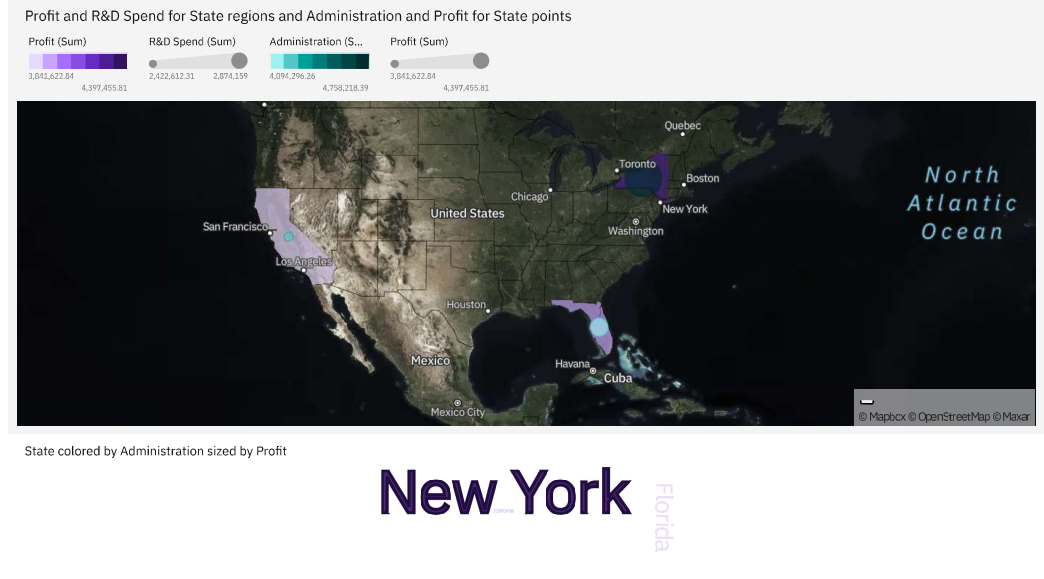 Profit and R&D Spend for State regions and Administration and Profit for State points
Profit (Sum)
R&D Spend (Sum)
Administration (S...
Profit (Sum)
3,841,622.84
4,397,455.81
2,422,612.31
2,874,159
4,094,296.26
4,758,218.39
3,841,622.84
4,397,455.81
Quebec
Toronto
Boston
Chicago
New York
United States
Washington
San Francisco
Los Angeles
Houston
Mexico
Havana
Cuba
Mexico City
North
Atlantic
Ocean
© Mapbox © OpenStreetMap © Maxar
State colored by Administration sized by Profit
New York
Florida